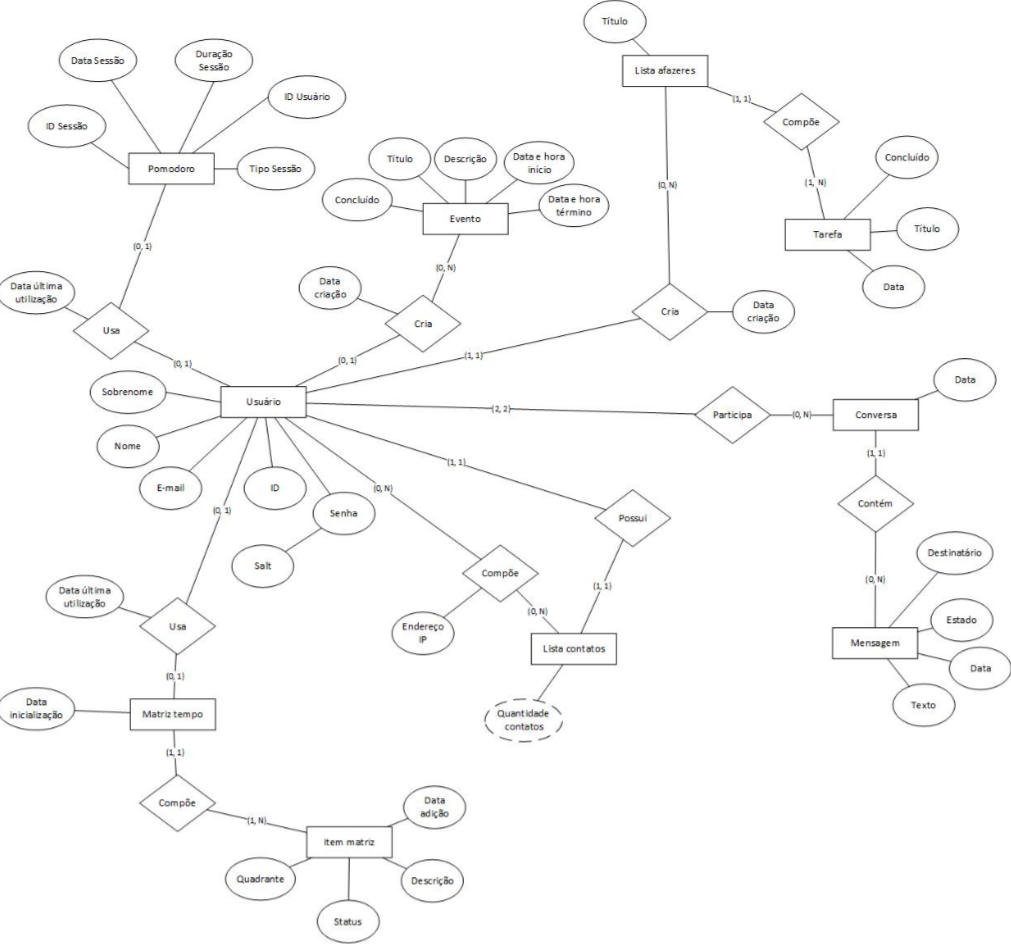 Título
Lista afazeres
(1, 1)
Compõe
(1, N)
Concluído
Tarefa
Título
Data
(0, N)
Cria
Data
criação
(1, 1)
Data Sessão
Duração
Sessão
ID Usuário
ID Sessão
Pomodoro
Tipo Sessão
(0, 1)
Data última
utilização
Usa
(0, 1)
Título
Descrição
Data e hora
início
Concluído
Evento
Data e hora
término
(0, N)
Data
criação
Cria
(0, 1)
Sobrenome
Usuário
Nome
E-mail
ID
Senha
Salt
(2, 2)
Participa
(0, N)
Conversa
Data
(1, 1)
Contém
(0, N)
Destinatário
Estado
Mensagem
Data
Texto
(1, 1)
Possui
(1, 1)
(0, N)
Compõe
Endereço
IP
(0, N)
Lista contatos
Quantidade
contatos
(0, 1)
Data última
utilização
Usa
(0, 1)
Data
inicialização
Matriz tempo
(1, 1)
Compõe
(1, N)
Data
adição
Item matriz
Quadrante
Descrição
Status